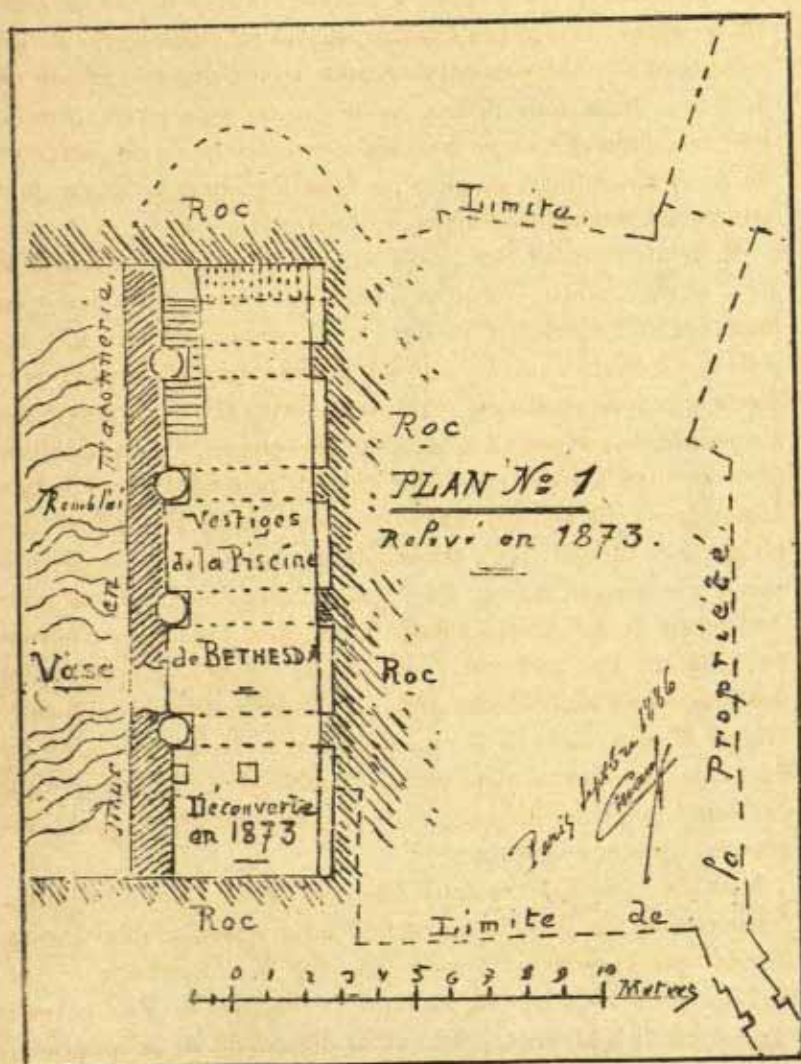 Roc
Limite
Roc
PLAN № 1
Relevé en 1873.
Remblai
Mur en Maconnerie,
Vase
Vestiges
de la Piscine
de BETHESDA
Roc
Découverte
en 1873
Roc
Limite de la Propriété.
Paris 1886
0 1 2 3 4 5 6 7 8 9 10
Meters